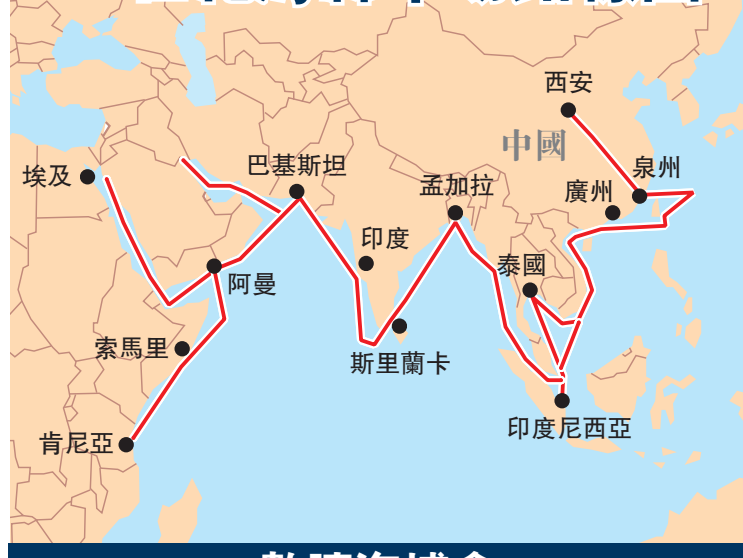 西安
中國
泉州
廣州
埃及
巴基斯坦
孟加拉
印度
泰國
阿曼
索馬里
斯里蘭卡
肯尼亞
印度尼西亞